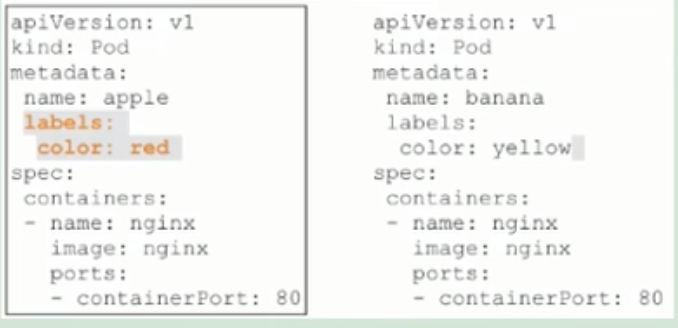 apiVersion: v1
kind: Pod
metadata:
 name: apple
 labels:
  color: red
spec:
 containers:
 - name: nginx
   image: nginx
   ports:
   - containerPort: 80
apiVersion: v1
kind: Pod
metadata:
 name: banana
 labels:
  color: yellow
spec:
 containers:
 - name: nginx
   image: nginx
   ports:
   - containerPort: 80